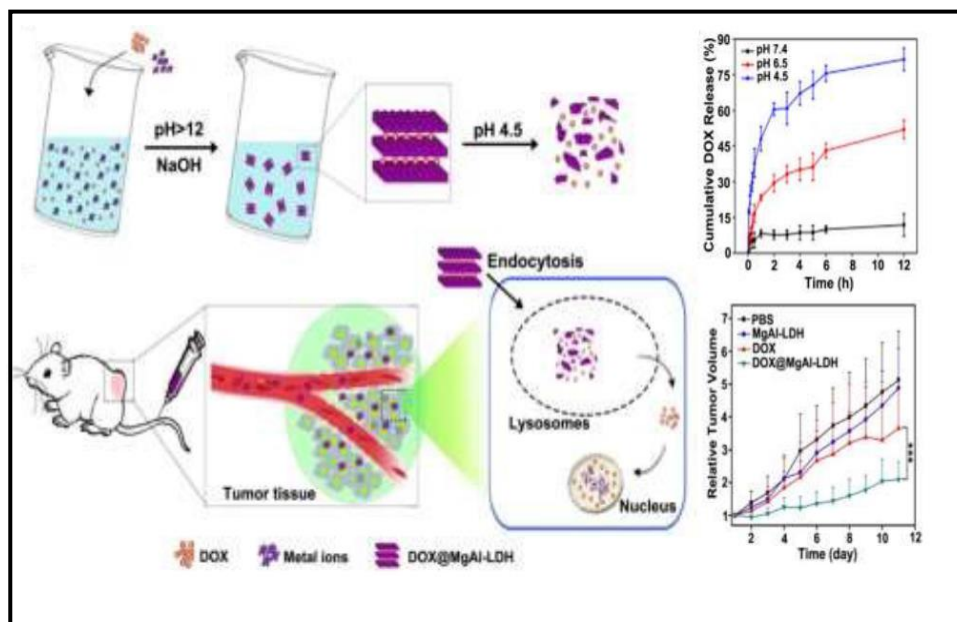 pH>12
NaOH
pH 4.5
Endocytosis
Lysosomes
Nucleus
Tumor tissue
DOX
Metal ions
DOX@MgAl-LDH
Cumulative DOX Release (%)
90
75
60
45
30
15
0
pH 7.4
pH 6.5
pH 4.5
0 2 4 6 8 10 12
Time (h)
Relative Tumor Volume
7
6
5
4
3
2
1
PBS
MgAl-LDH
DOX
DOX@MgAl-LDH
***
2 4 6 8 10 12
Time (day)